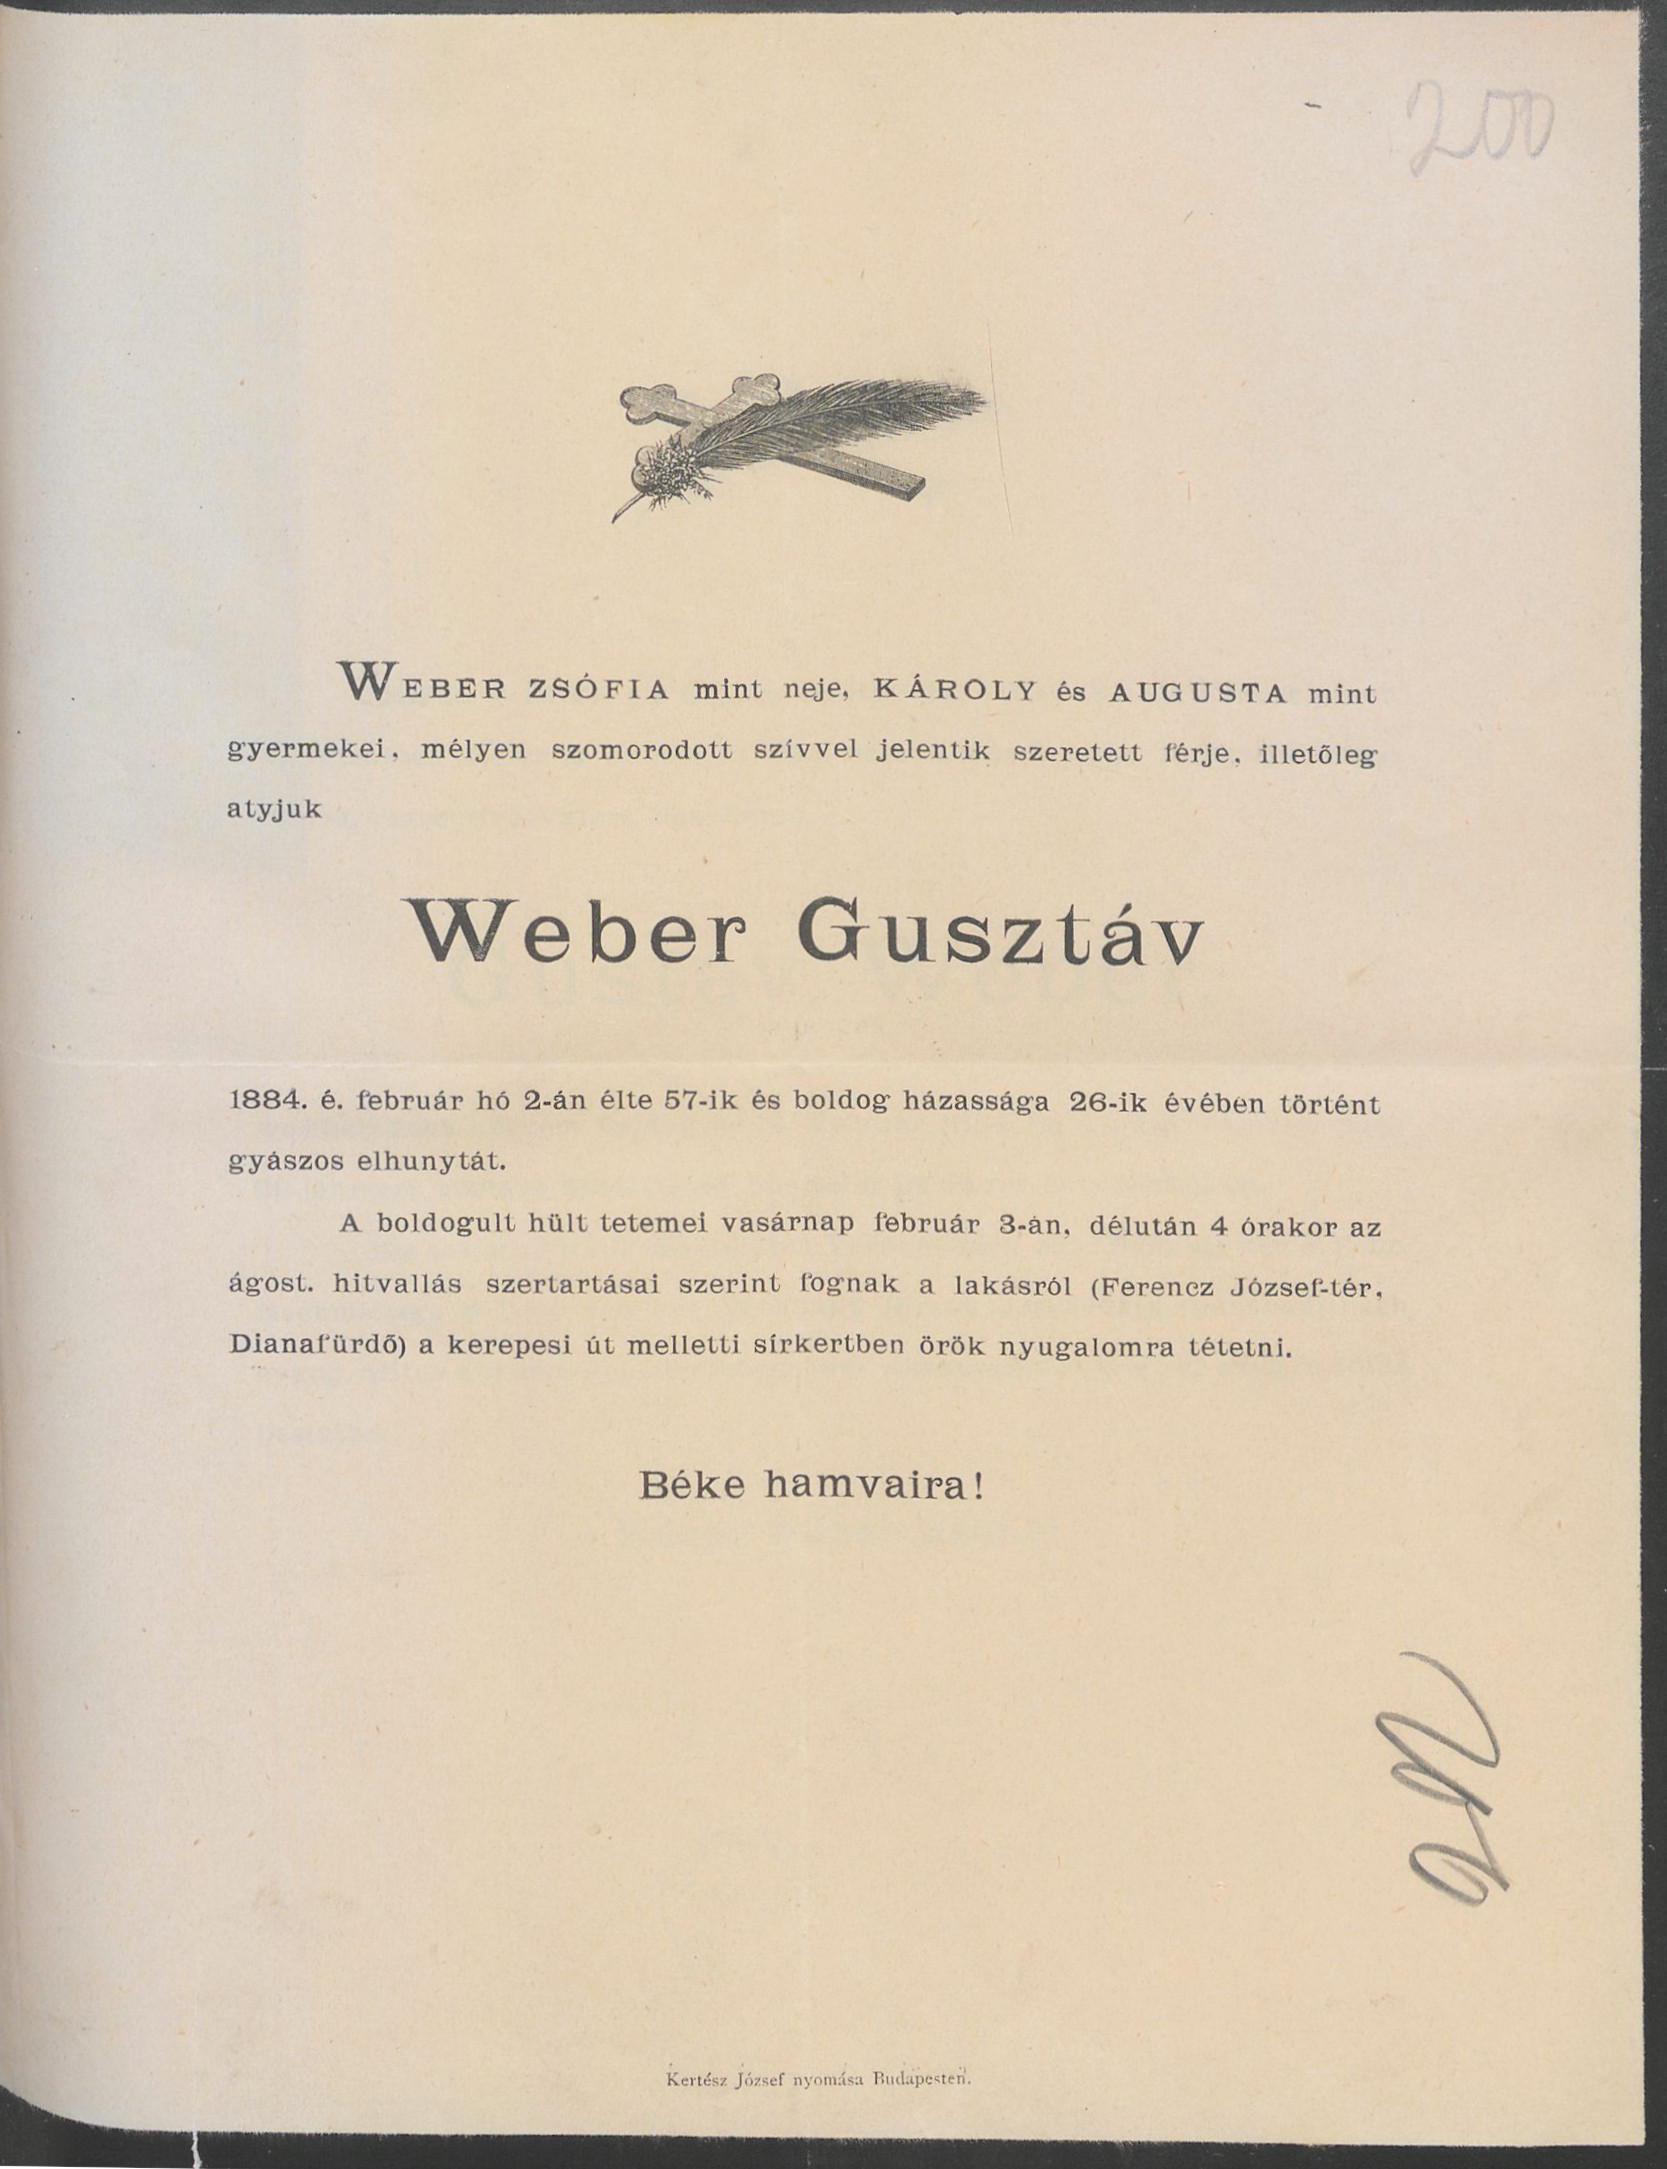 200
WEBER ZSÓFIA mint neje, KÁROLY és AUGUSTA mint
gyermekei, mélyen szomorodott szívvel jelentik szeretett férje, illetőleg
atyjuk
Weber Gusztáv
1884. é. február hó 2-án élte 57-ik és boldog házassága 26-ik évében történt
gyászos elhunytát.
A boldogult hült tetemei vasárnap február 3-án, délután 4 órakor az
ágost. hitvallás szertartásai szerint fognak a lakásról (Ferencz József-tér,
Dianafürdő) a kerepesi út melletti sírkertben örök nyugalomra tétetni.
Béke hamvaira!
Kertész József nyomása Budapesten.